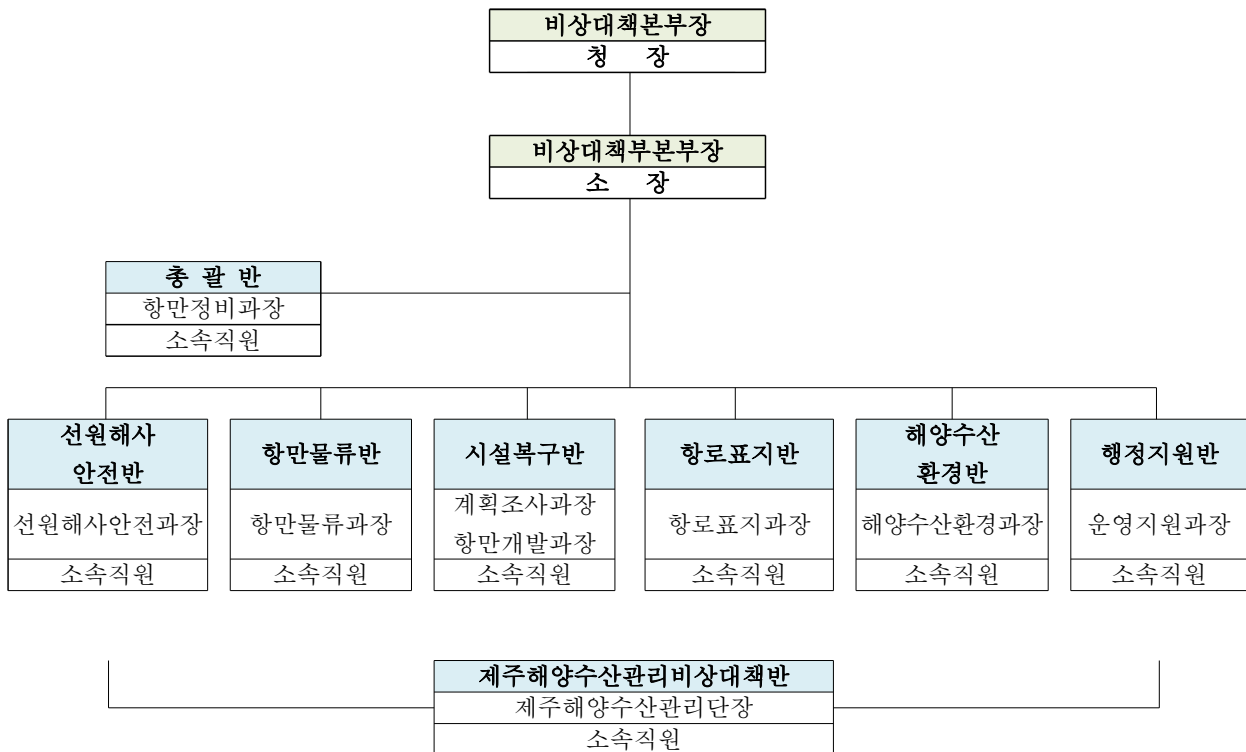 비상대책본부장
청 장
비상대책부본부장
소 장
총 괄 반
항만정비과장
소속직원
선원해사
안전반
선원해사안전과장
소속직원
항만물류반
항만물류과장
소속직원
시설복구반
계획조사과장
항만개발과장
소속직원
항로표지반
항로표지과장
소속직원
해양수산
환경반
해양수산환경과장
소속직원
행정지원반
운영지원과장
소속직원
제주해양수산관리비상대책반
제주해양수산관리단장
소속직원